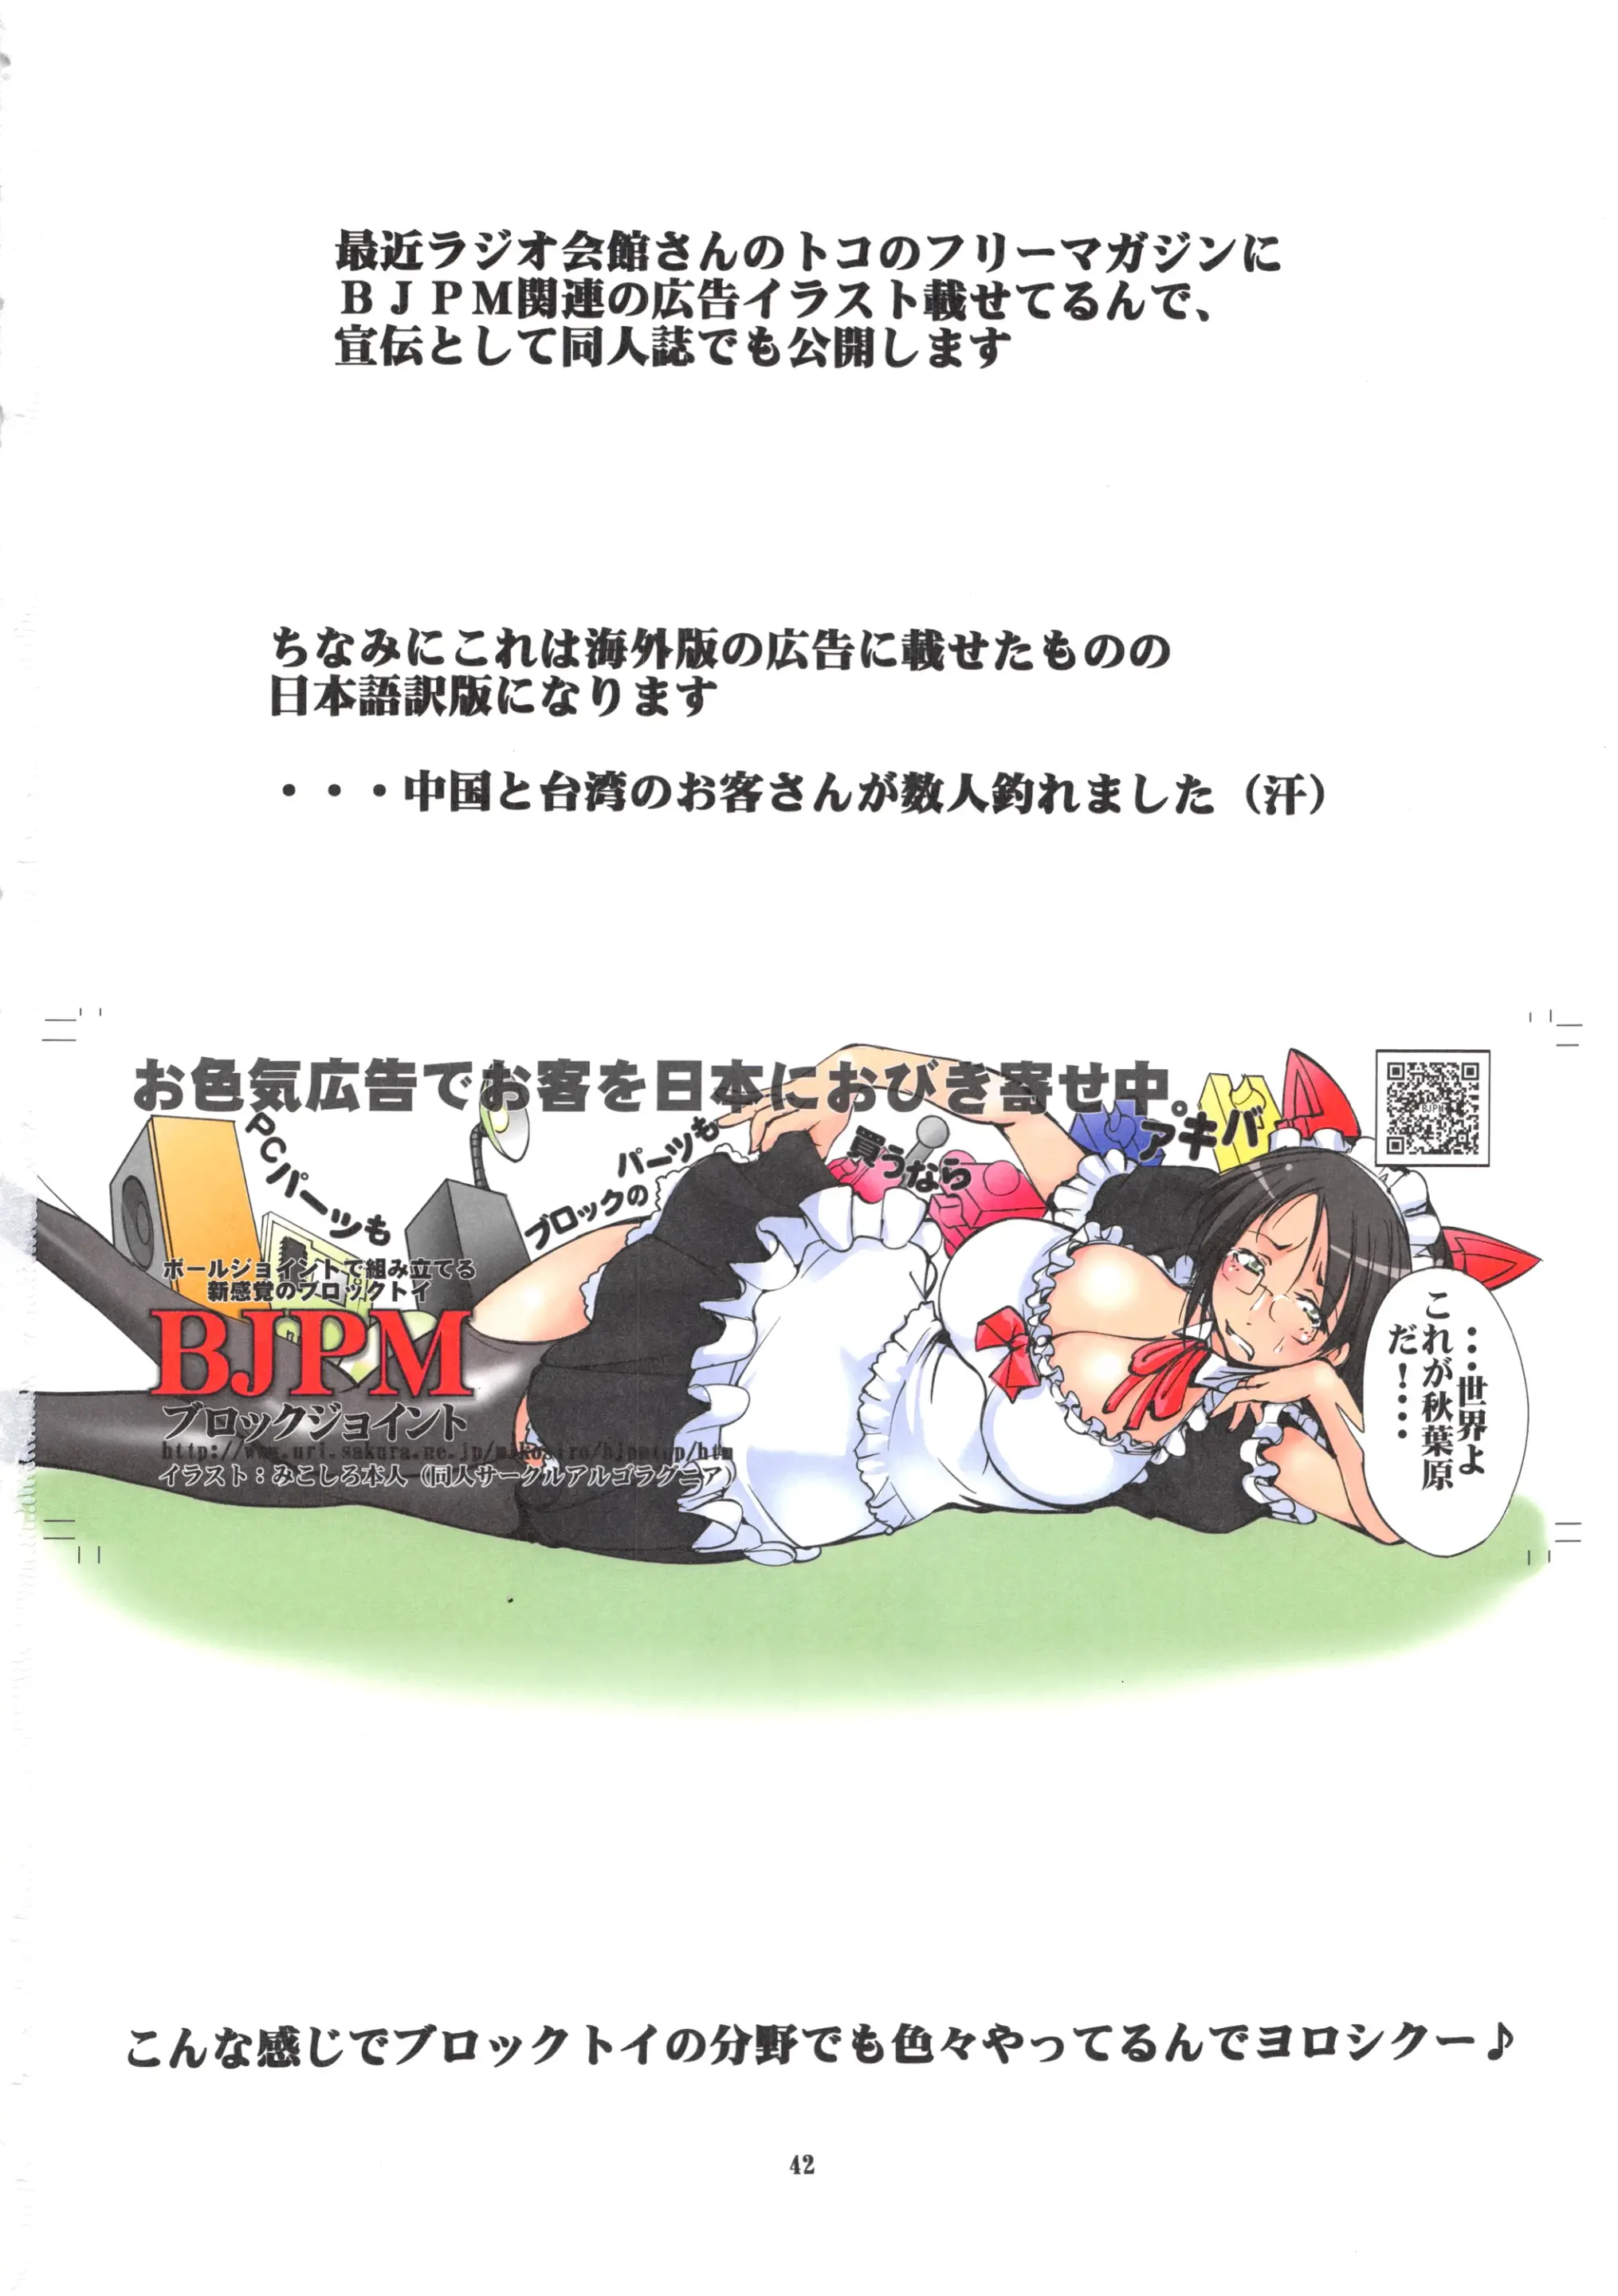 最近ラジオ会館さんのトコのフリーマガジンに
ＢＪＰＭ関連の広告イラスト載せてるんで、
宣伝として同人誌でも公開します
ちなみにこれは海外版の広告に載せたものの
日本語訳版になります
・・・中国と台湾のお客さんが数人釣れました（汗）
お色気広告でお客を日本におびき寄せ中。
PCパーツも
ブロックの
パーツも
買うなら
アキバ
BJPM
・・・世界よ
これが秋葉原
だ！・・・
ボールジョイントで組み立てる
新感覚のブロックトイ
BJPM
ブロックジョイント
イラスト：みこしろ本人（同人サークルアルゴラグニア）
こんな感じでブロックトイの分野でも色々やってるんでヨロシクー♪
42